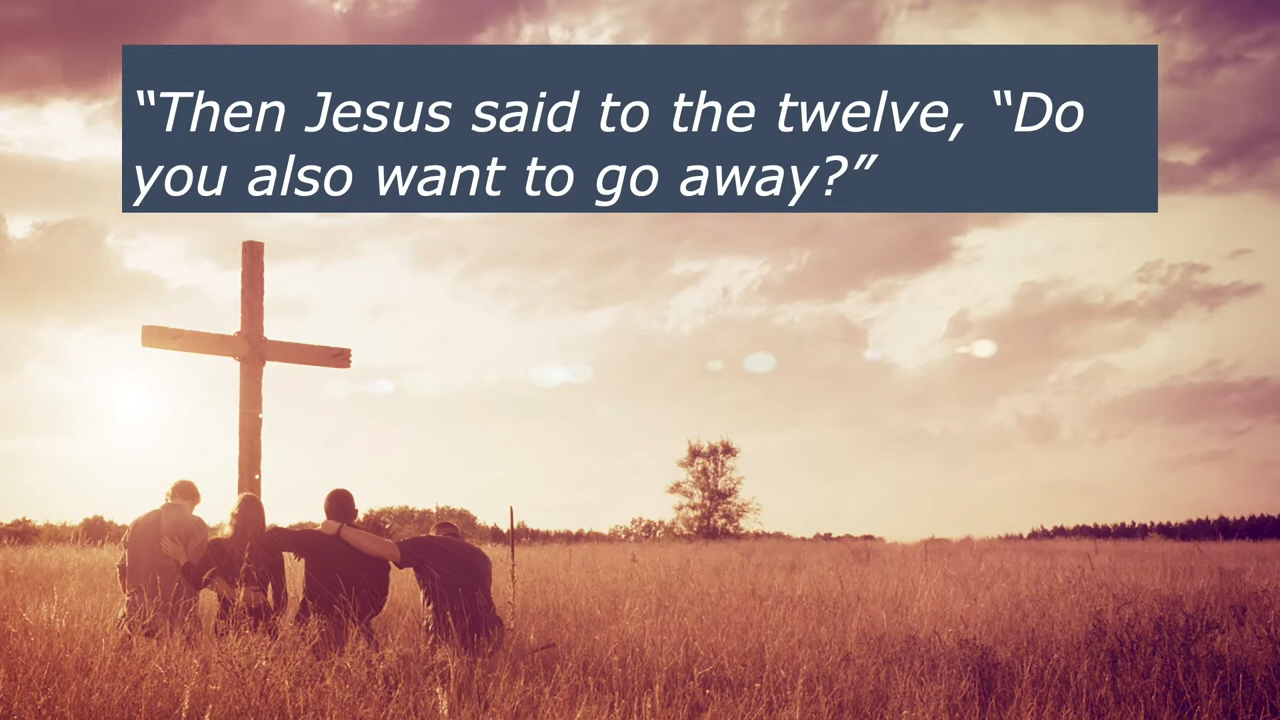 “Then Jesus said to the twelve, “Do
you also want to go away?”